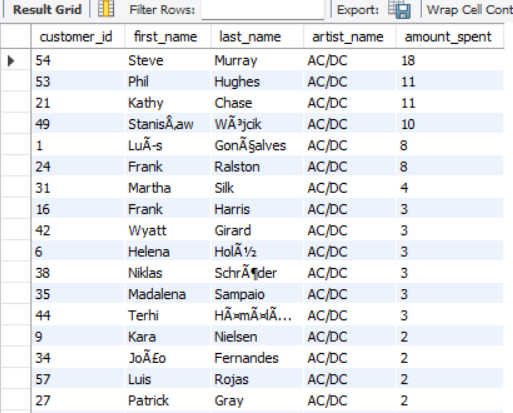 Result Grid Filter Rows: Export: Wrap Cell Cont
customer_id first_name last_name artist_name amount_spent
54 Steve Murray AC/DC 18
53 Phil Hughes AC/DC 11
21 Kathy Chase AC/DC 11
49 StanisÅ‚aw WÃ³jcik AC/DC 10
1 LuÃ-s GonÃ§alves AC/DC 8
24 Frank Ralston AC/DC 8
31 Martha Silk AC/DC 4
16 Frank Harris AC/DC 3
42 Wyatt Girard AC/DC 3
6 Helena HolÃ½ AC/DC 3
38 Niklas SchrÃ¶der AC/DC 3
35 Madalena Sampaio AC/DC 3
44 Terhi HÃ¤mÃ¤lÃ... AC/DC 3
9 Kara Nielsen AC/DC 2
34 JoÃ£o Fernandes AC/DC 2
57 Luis Rojas AC/DC 2
27 Patrick Gray AC/DC 2